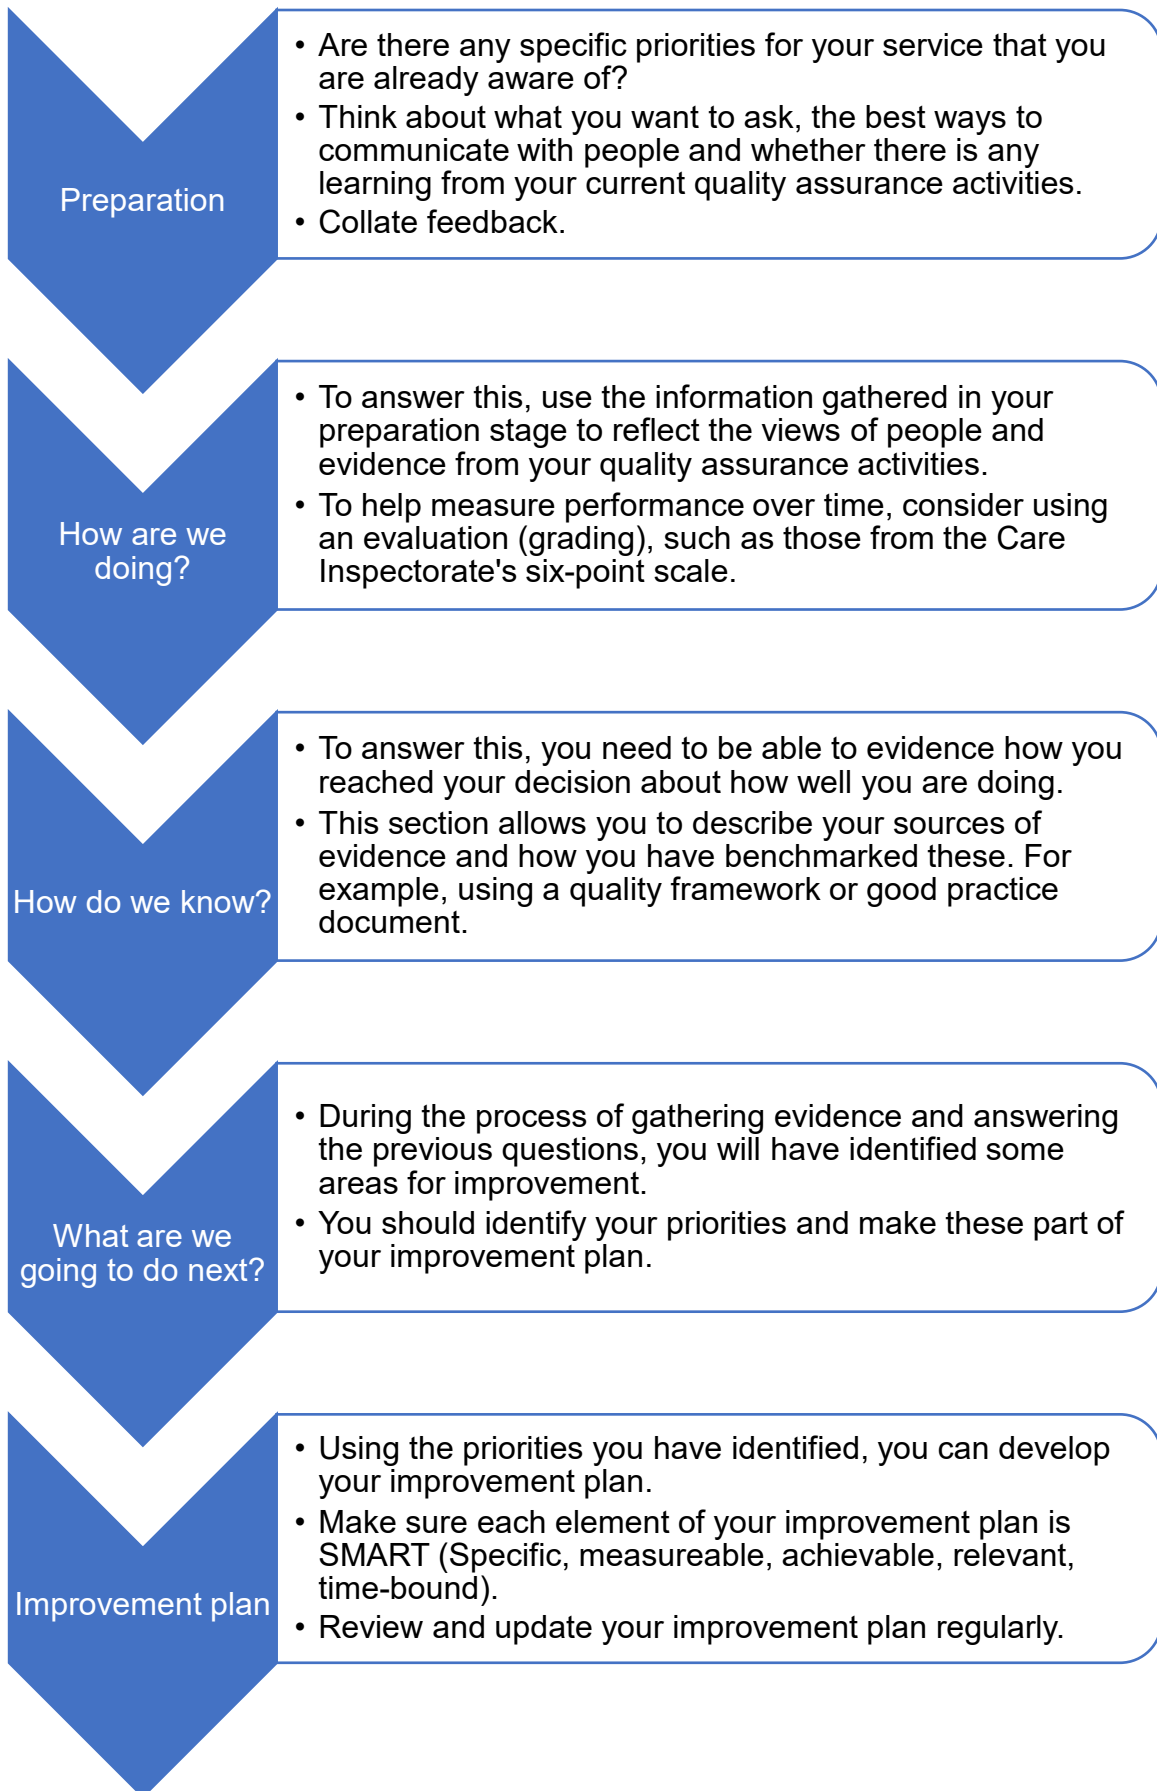 Preparation
• Are there any specific priorities for your service that you
are already aware of?
• Think about what you want to ask, the best ways to
communicate with people and whether there is any
learning from your current quality assurance activities.
• Collate feedback.
How are we
doing?
• To answer this, use the information gathered in your
preparation stage to reflect the views of people and
evidence from your quality assurance activities.
• To help measure performance over time, consider using
an evaluation (grading), such as those from the Care
Inspectorate's six-point scale.
How do we know?
• To answer this, you need to be able to evidence how you
reached your decision about how well you are doing.
• This section allows you to describe your sources of
evidence and how you have benchmarked these. For
example, using a quality framework or good practice
document.
What are we
going to do next?
• During the process of gathering evidence and answering
the previous questions, you will have identified some
areas for improvement.
• You should identify your priorities and make these part of
your improvement plan.
Improvement plan
• Using the priorities you have identified, you can develop
your improvement plan.
• Make sure each element of your improvement plan is
SMART (Specific, measureable, achievable, relevant,
time-bound).
• Review and update your improvement plan regularly.